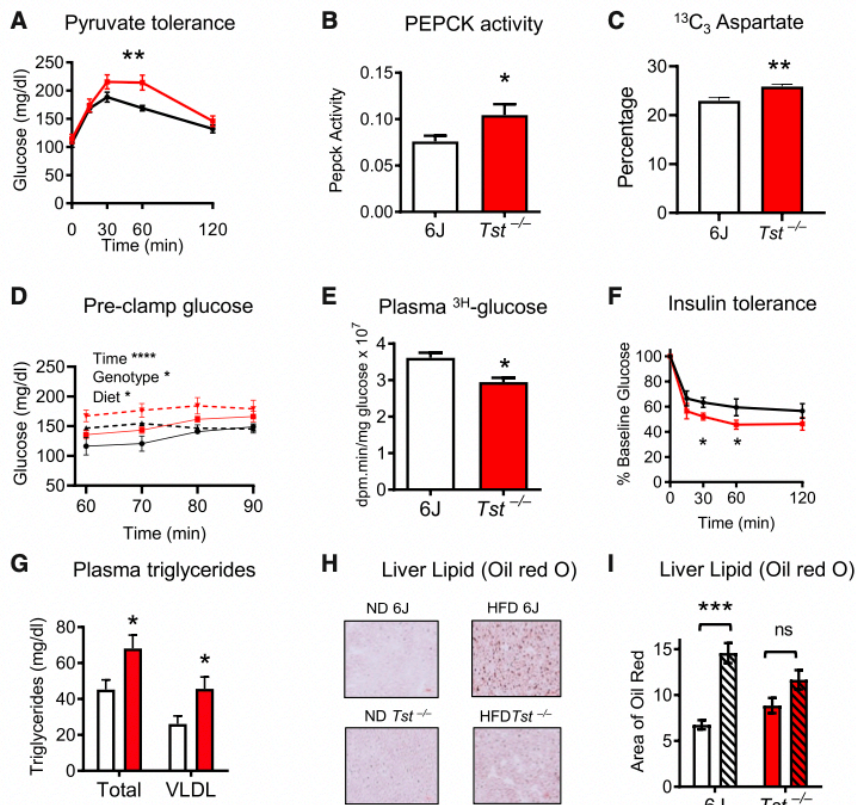 A
Pyruvate tolerance
**
Glucose (mg/dl)
250
200
150
100
50
0
0 30 60 120
Time (min)
B
PEPCK activity
*
Pepck Activity
0.15
0.10
0.05
0.00
6J Tst –/–
C
13C3 Aspartate
**
Percentage
30
20
10
0
6J Tst –/–
D
Pre-clamp glucose
Time ****
Genotype *
Diet *
Glucose (mg/dl)
250
200
150
100
50
60 70 80 90
Time (min)
E
Plasma 3H-glucose
*
dpm.min/mg glucose x 10^7
4
3
2
1
0
6J Tst –/–
F
Insulin tolerance
% Baseline Glucose
100
80
60
40
20
0
* *
0 30 60 120
Time (min)
G
Plasma triglycerides
* *
Triglycerides (mg/dl)
80
60
40
20
0
Total VLDL
H
Liver Lipid (Oil red O)
ND 6J HFD 6J
ND Tst –/– HFDTst –/–
I
Liver Lipid (Oil red O)
*** ns
Area of Oil Red
15
10
5
0
6J Tst –/–